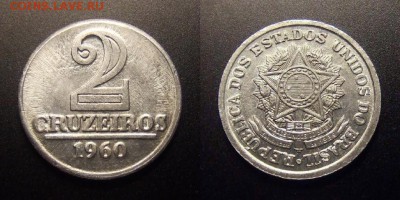 COINS.LAVE.RU
2
CRUZEIROS
1960
REPUBLICA DOS ESTADOS UNIDOS DO BRASIL